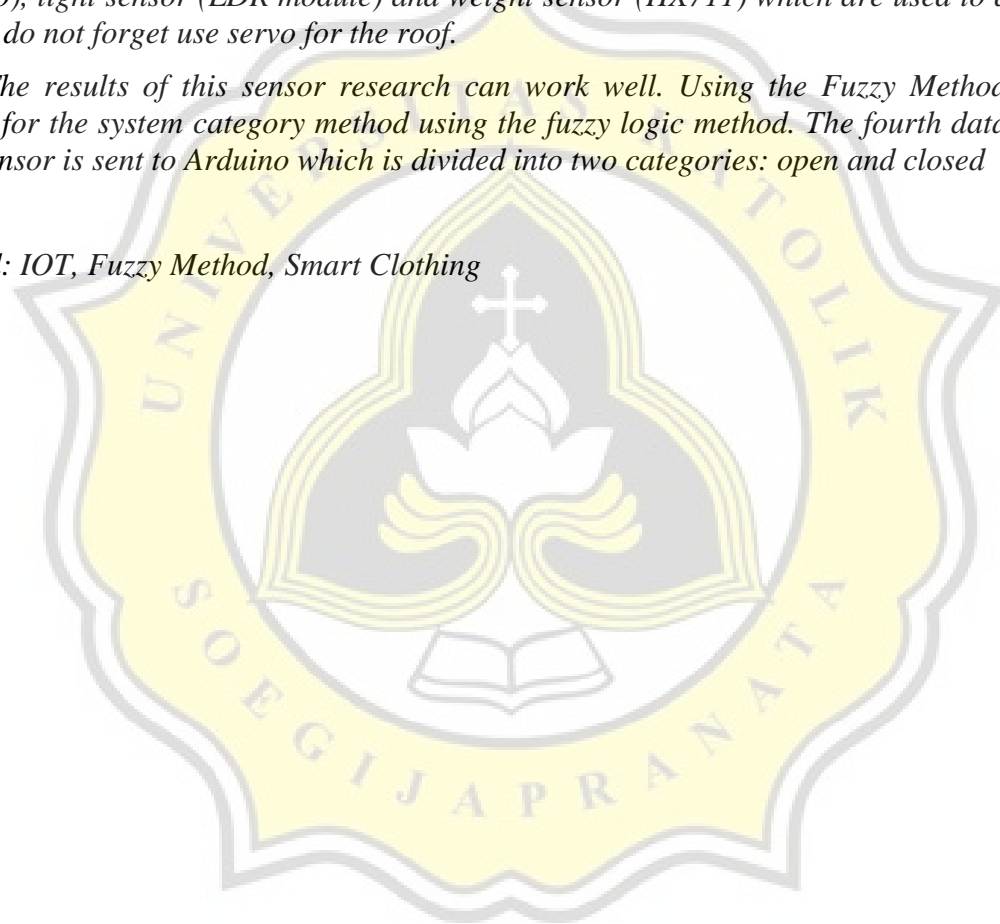 light sensor (LDR module) and weight sensor (HX711) which are used to
do not forget use servo for the roof.
he results of this sensor research can work well. Using the Fuzzy Method
for the system category method using the fuzzy logic method. The fourth data
nsor is sent to Arduino which is divided into two categories: open and closed
: IOT, Fuzzy Method, Smart Clothing
UNIVERSITAS KATOLIK
SOEGIJAPRANATA